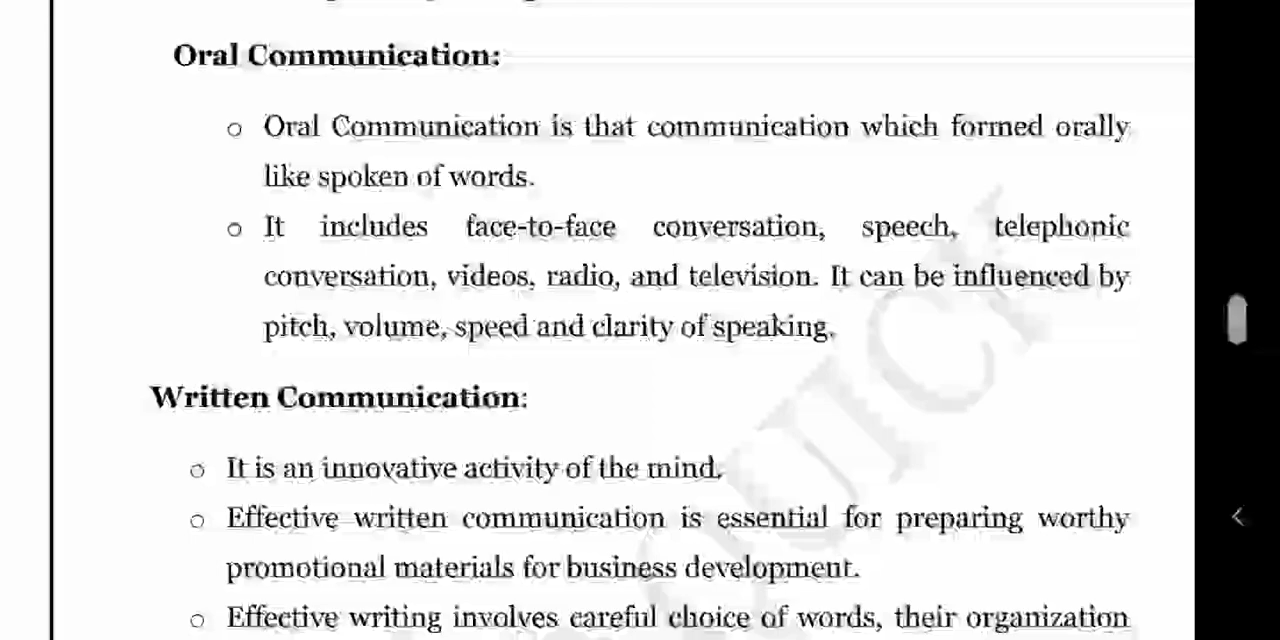 Oral Communication:
o Oral Communication is that communication which formed orally
like spoken of words.
o It includes face-to-face conversation, speech, telephonic
conversation, videos, radio, and television. It can be influenced by
pitch, volume, speed and clarity of speaking.
Written Communication:
o It is an innovative activity of the mind.
o Effective written communication is essential for preparing worthy
promotional materials for business development.
o Effective writing involves careful choice of words, their organization